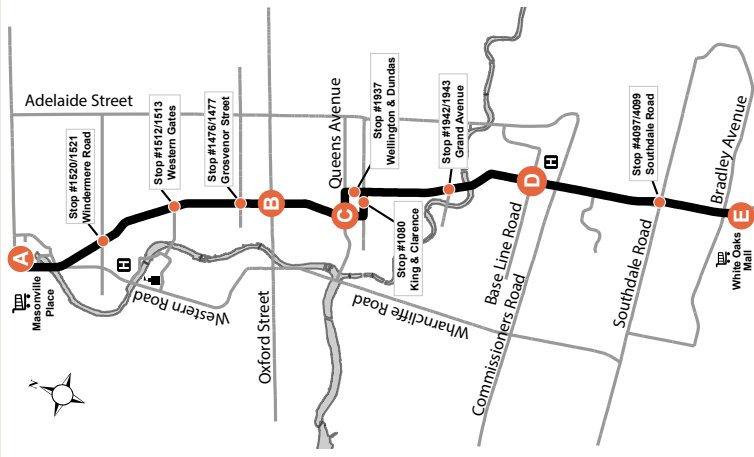 Adelaide Street
Stop #1520/1521
Windermere Road
Stop #1512/1513
Western Gates
Stop #1476/1477
Grosvenor Street
Queens Avenue
Stop #1937
Wellington & Dundas
Stop #1942/1943
Grand Avenue
Stop #4097/4099
Southdale Road
A
B
C
D
E
H
H
Masonville
Place
Western Road
Oxford Street
Stop #1080
King & Clarence
Wharncliffe Road
Base Line Road
Commissioners Road
Southdale Road
Bradley Avenue
White Oaks
Mall
N